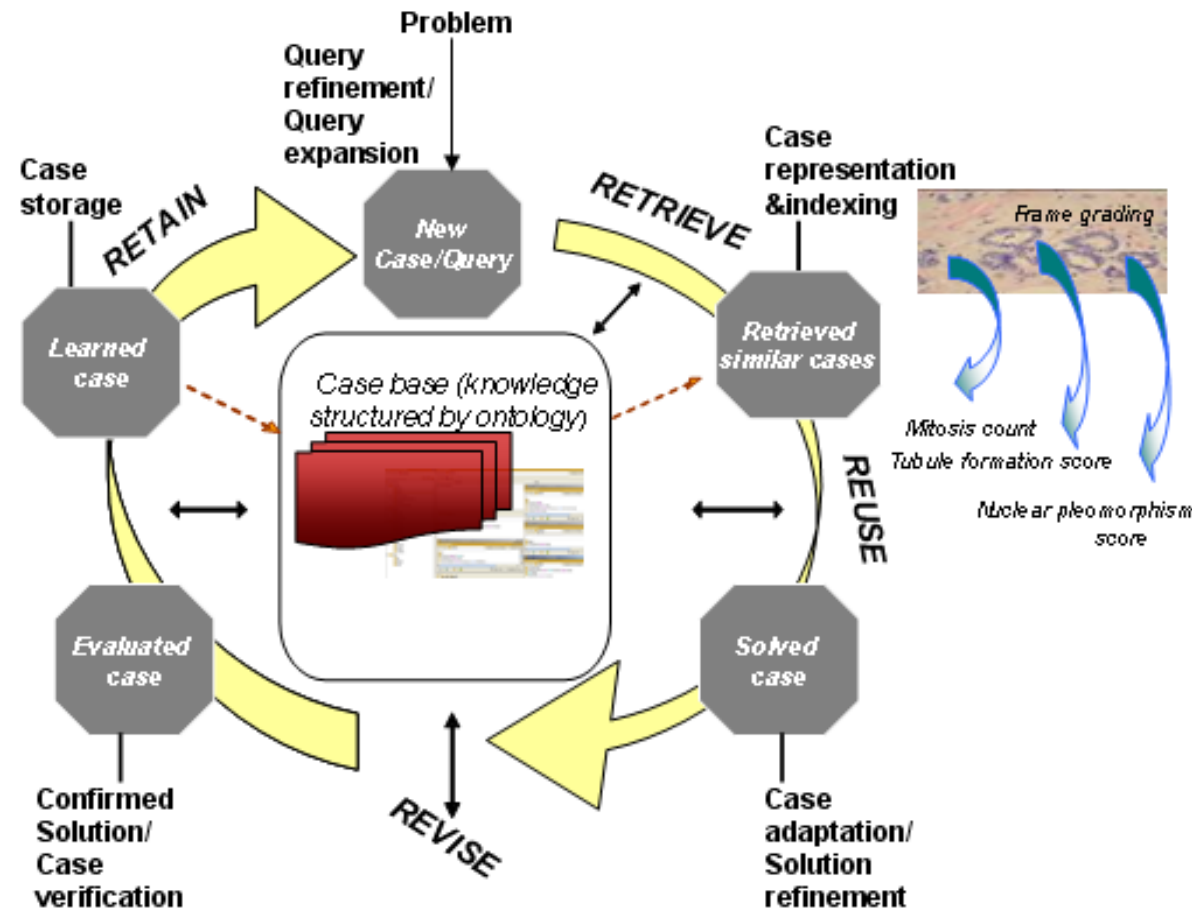 Problem
Query
refinement/
Query
expansion
Case
storage
RETAIN
New
Case/Query
RETRIEVE
Case
representation
&indexing
Frame grading
Learned
case
Retrieved
similar cases
Case base (knowledge
structured by ontology)
Mitosis count
Tubule formation score
Nuclear pleomorphism
score
REUSE
Evaluated
case
Solved
case
REVISE
Confirmed
Solution/
Case
verification
Case
adaptation/
Solution
refinement